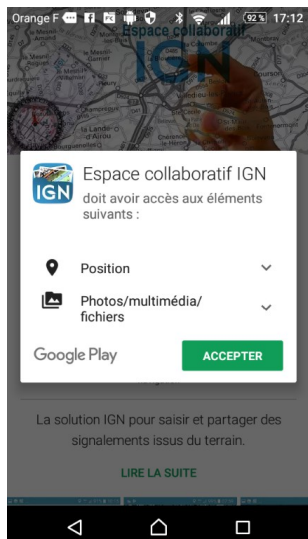 Orange F 92% 17:12
Espace collaboratif
IGN
IGN
Espace collaboratif IGN
doit avoir accès aux éléments
suivants :
Position
Photos/multimédia/
fichiers
Google Play ACCEPTER
La solution IGN pour saisir et partager des
signalements issus du terrain.
LIRE LA SUITE